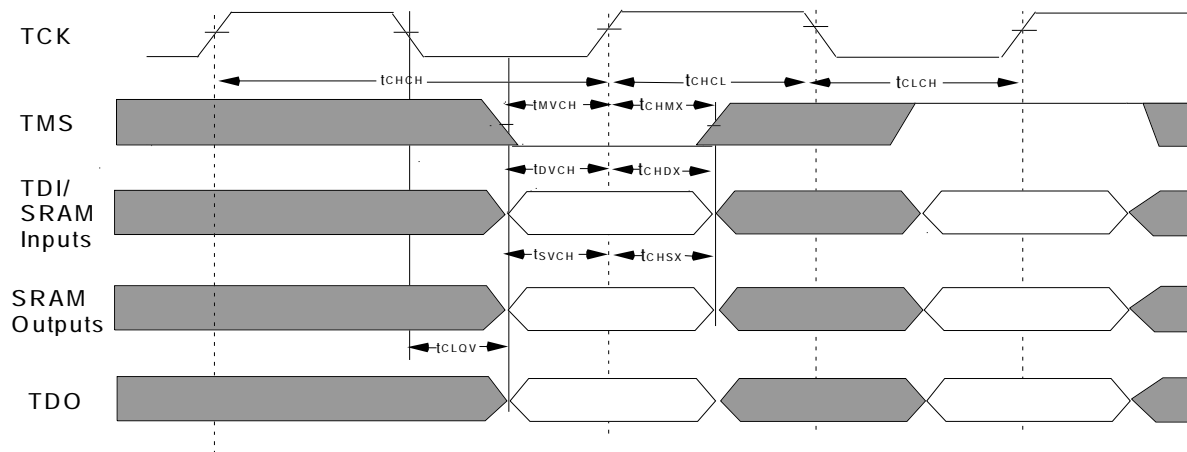 TCK
tCHCH
tCHCL
tCLCH
TMS
tMVCH
tCHMX
TDI/
SRAM
Inputs
tDVCH
tCHDX
tSVCH
tCHSX
SRAM
Outputs
tCLQV
TDO